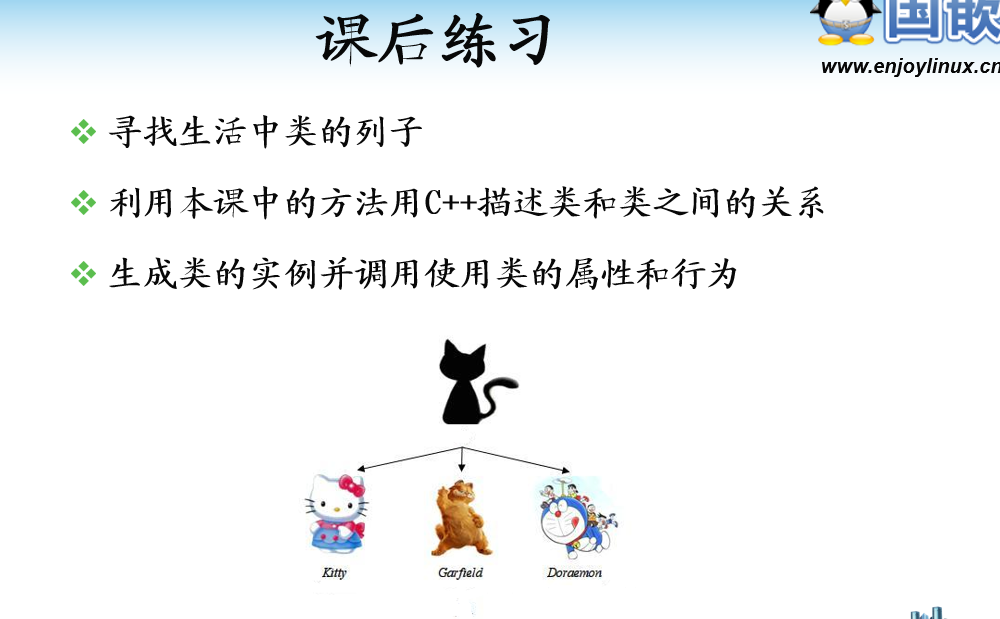 课后练习
国嵌
www.enjoylinux.cn
寻找生活中类的列子
利用本课中的方法用C++描述类和类之间的关系
生成类的实例并调用使用类的属性和行为
Kitty
Garfield
Doraemon